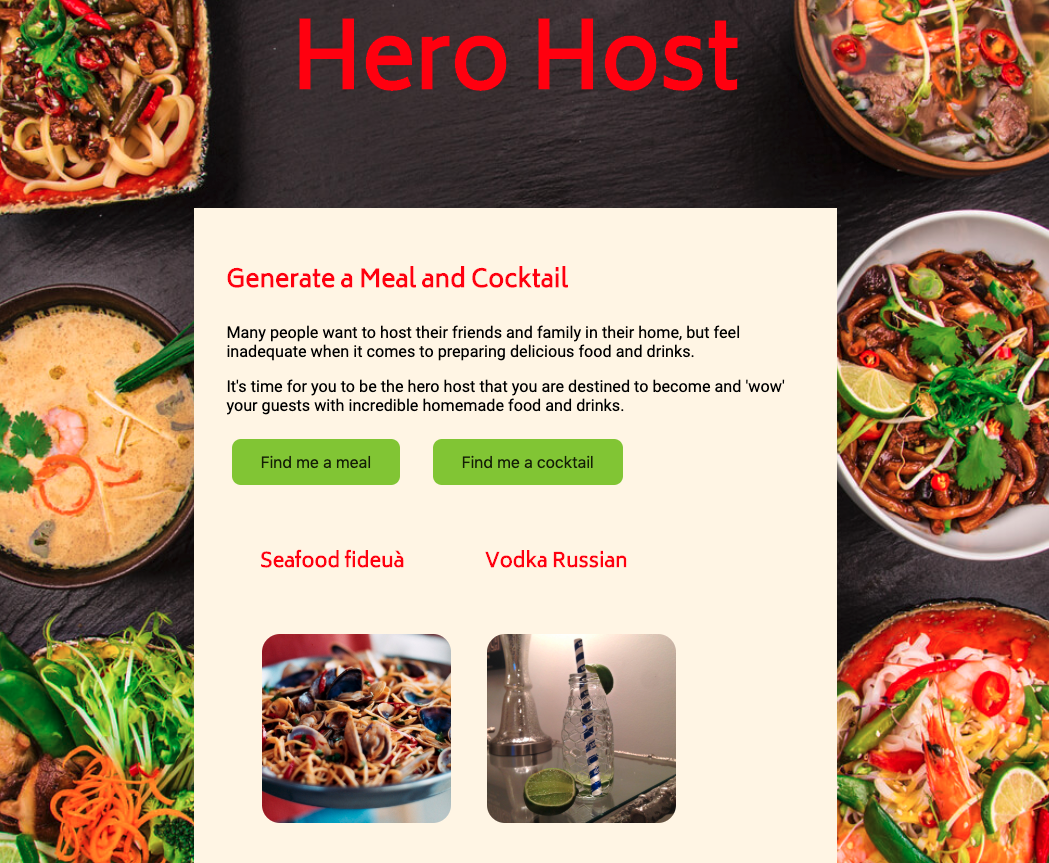 Hero Host
Generate a Meal and Cocktail
Many people want to host their friends and family in their home, but feel
inadequate when it comes to preparing delicious food and drinks.
It's time for you to be the hero host that you are destined to become and 'wow'
your guests with incredible homemade food and drinks.
Find me a meal
Find me a cocktail
Seafood fideuà
Vodka Russian